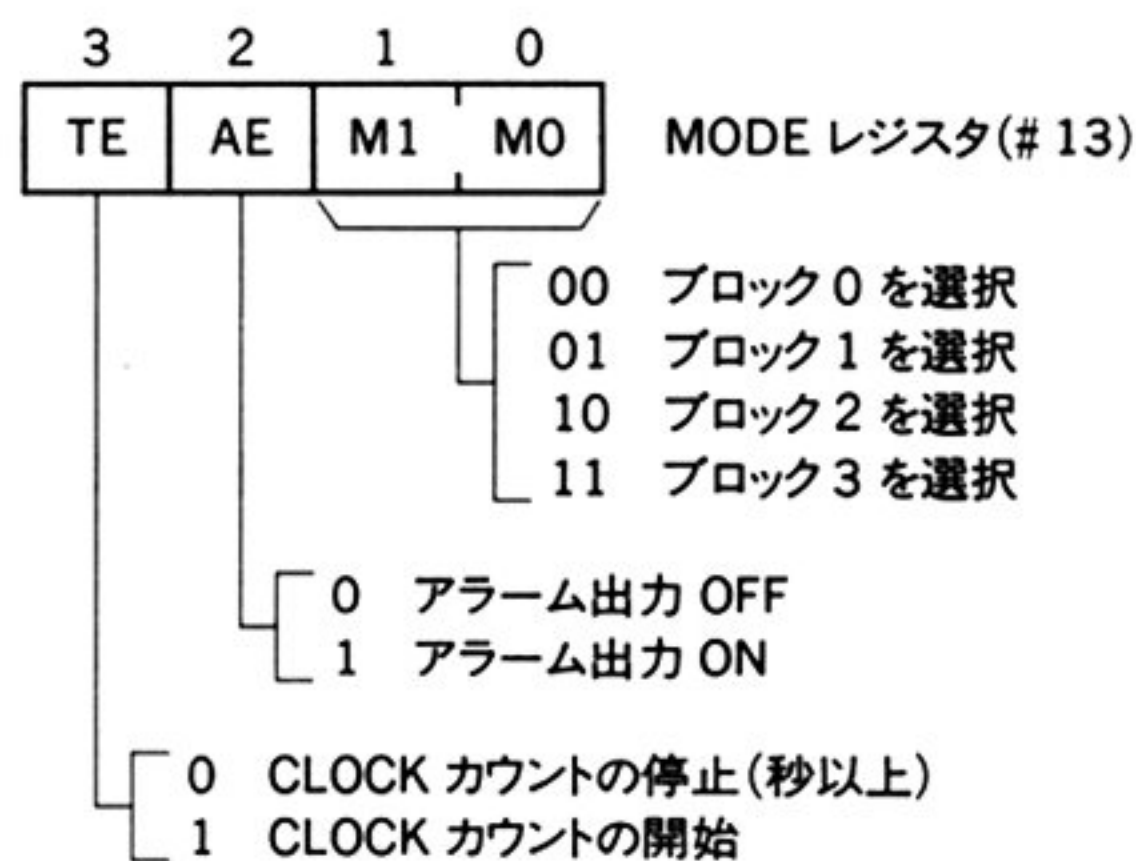 3 2 1 0
TE AE M1 M0 MODE レジスタ(# 13)
00 ブロック 0 を選択
01 ブロック 1 を選択
10 ブロック 2 を選択
11 ブロック 3 を選択
0 アラーム出力 OFF
1 アラーム出力 ON
0 CLOCK カウントの停止(秒以上)
1 CLOCK カウントの開始